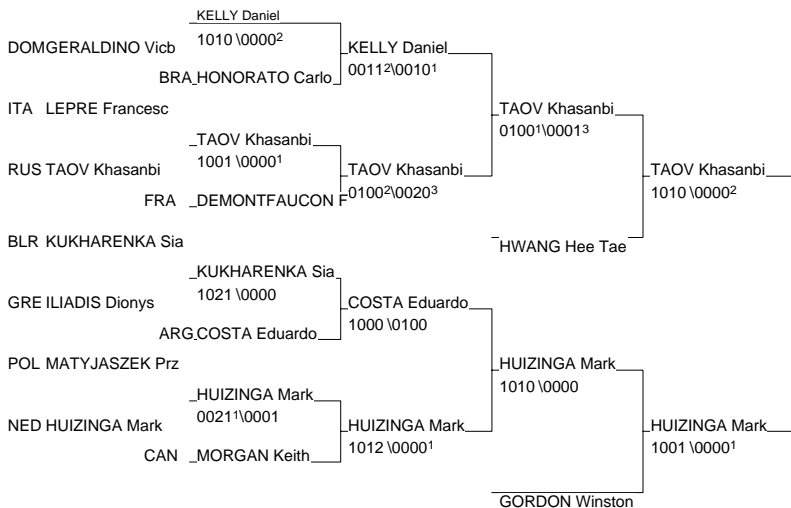 KELLY Daniel
DOMGERALDINO Vicb 1010 \0000² KELLY Daniel
BRA HONORATO Carlo 0011²\0010¹
ITA LEPRE Francesc TAOV Khasanbi
TAOV Khasanbi 0100¹\0001³
RUS TAOV Khasanbi 1001 \0000¹ TAOV Khasanbi TAOV Khasanbi
FRA DEMONTFAUCON F 0100²\0020³ 1010 \0000²
BLR KUKHARENKA Sia HWANG Hee Tae
KUKHARENKA Sia
GRE ILIADIS Dionys 1021 \0000 COSTA Eduardo
ARG COSTA Eduardo 1000 \0100
POL MATYJASZEK Prz HUIZINGA Mark
HUIZINGA Mark 1010 \0000
NED HUIZINGA Mark 0021¹\0001 HUIZINGA Mark HUIZINGA Mark
CAN MORGAN Keith 1012 \0000¹ 1001 \0000¹
GORDON Winston